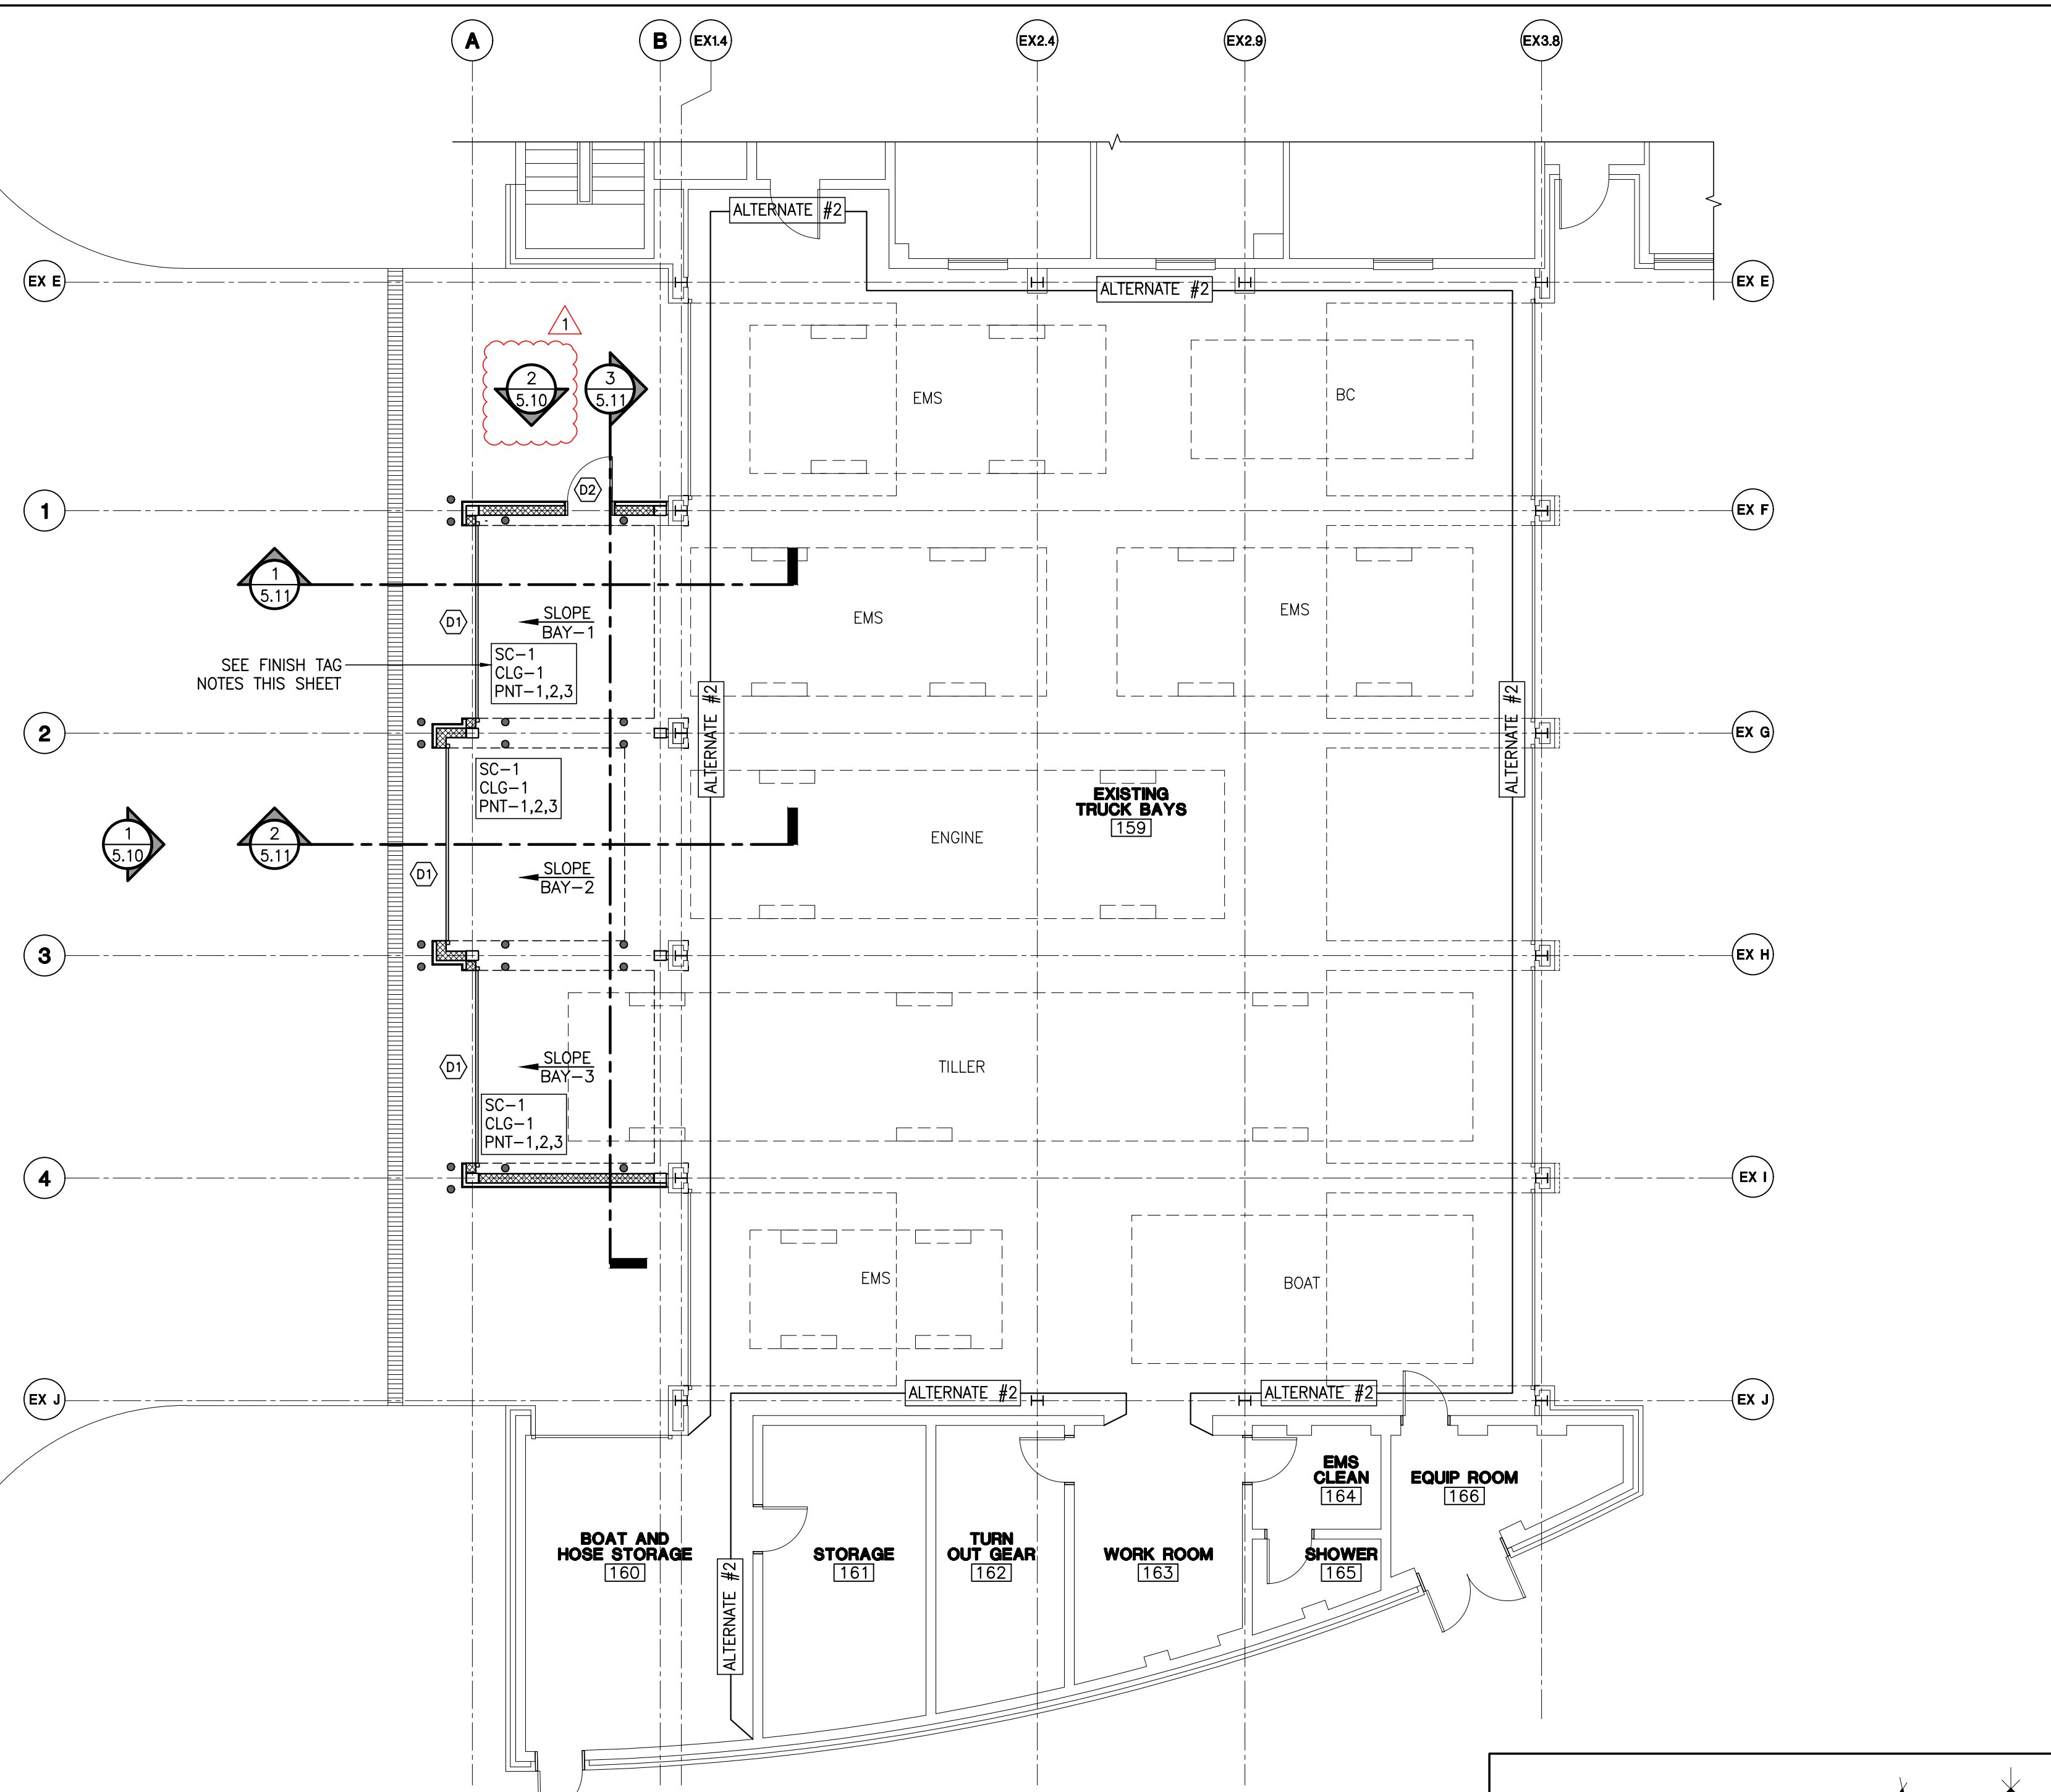 A
B
EX1.4
EX2.4
EX2.9
EX3.8
ALTERNATE #2
EX E
ALTERNATE #2
EX E
1
2
5.10
3
5.11
EMS
BC
D2
1
EX F
1
5.11
D1
SLOPE
BAY-1
EMS
EMS
SEE FINISH TAG
NOTES THIS SHEET
SC-1
CLG-1
PNT-1,2,3
ALTERNATE #2
ALTERNATE #2
2
EX G
SC-1
CLG-1
PNT-1,2,3
EXISTING
TRUCK BAYS
159
1
5.10
2
5.11
ENGINE
D1
SLOPE
BAY-2
3
EX H
D1
SLOPE
BAY-3
TILLER
SC-1
CLG-1
PNT-1,2,3
4
EX I
EMS
BOAT
EX J
ALTERNATE #2
ALTERNATE #2
EX J
EMS
CLEAN
164
EQUIP ROOM
166
BOAT AND
HOSE STORAGE
160
STORAGE
161
TURN
OUT GEAR
162
WORK ROOM
163
SHOWER
165
ALTERNATE #2